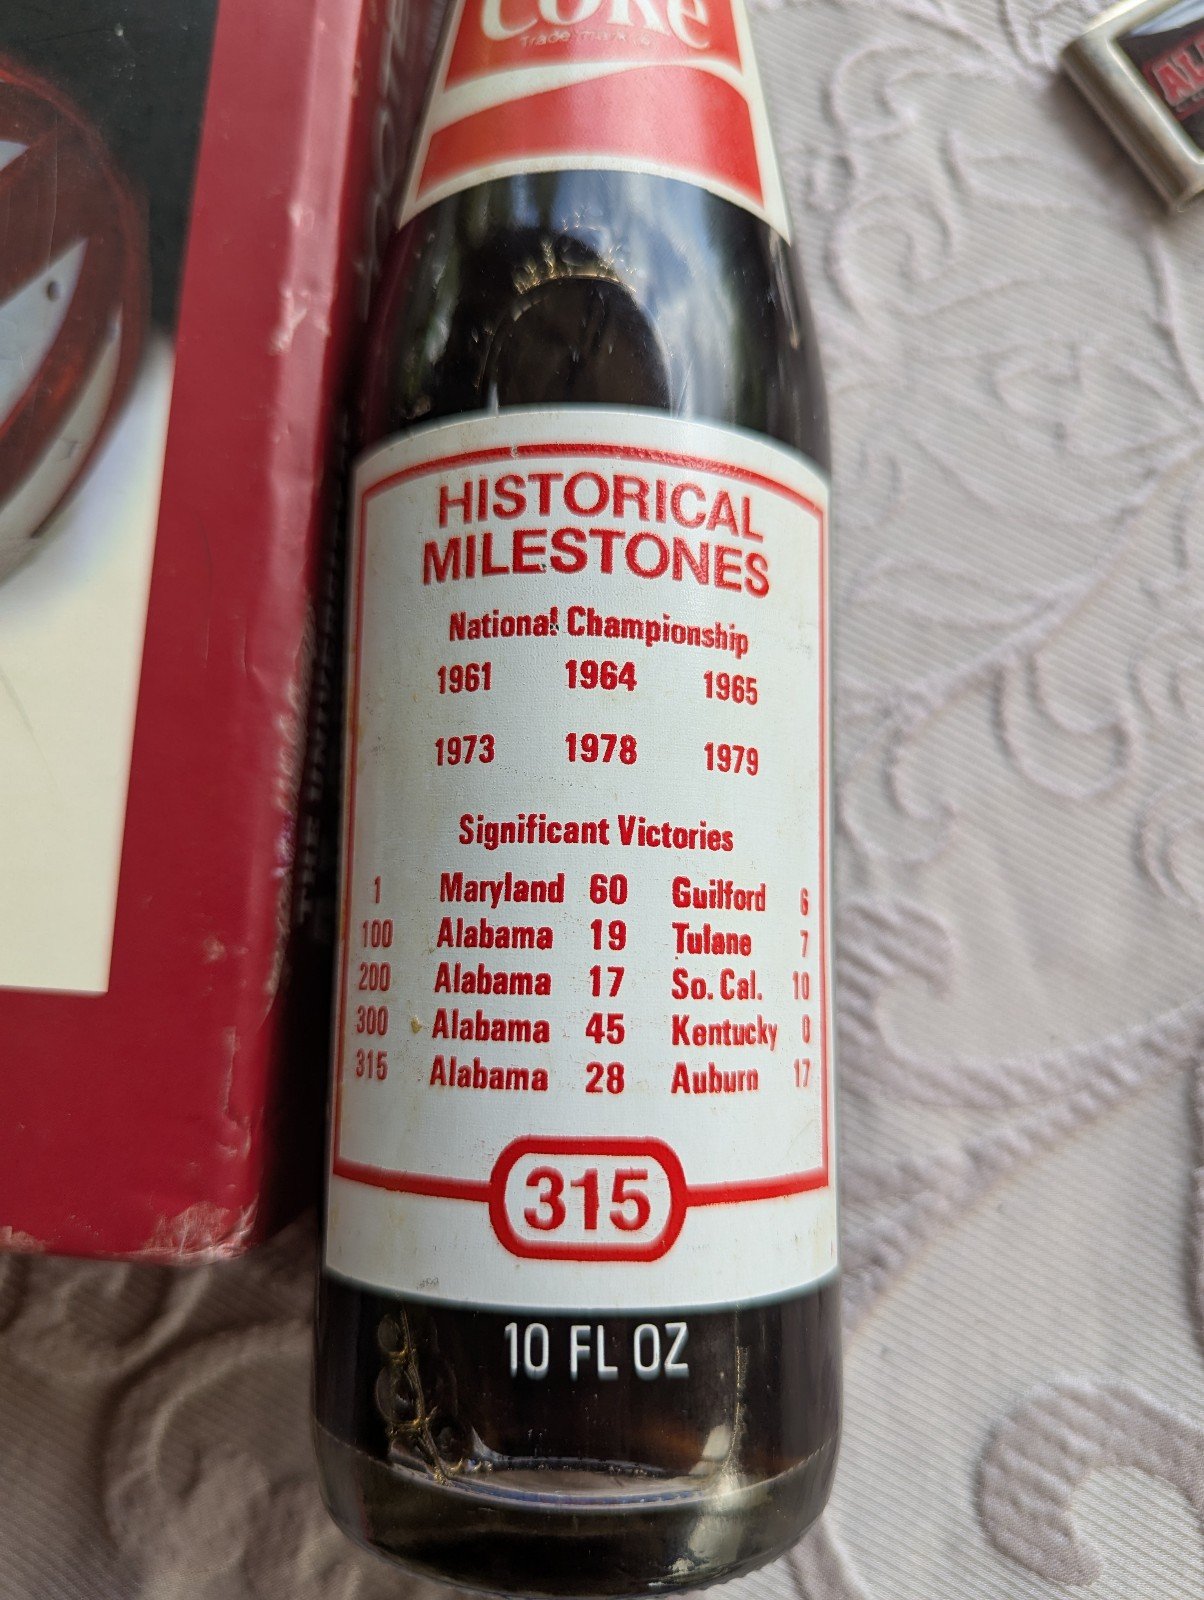 Coke
Trade mark ®
HISTORICAL
MILESTONES
National Championship
1961 1964 1965
1973 1978 1979
Significant Victories
1 Maryland 60 Guilford 6
100 Alabama 19 Tulane 7
200 Alabama 17 So. Cal. 10
300 Alabama 45 Kentucky 0
315 Alabama 28 Auburn 17
315
10 FL OZ